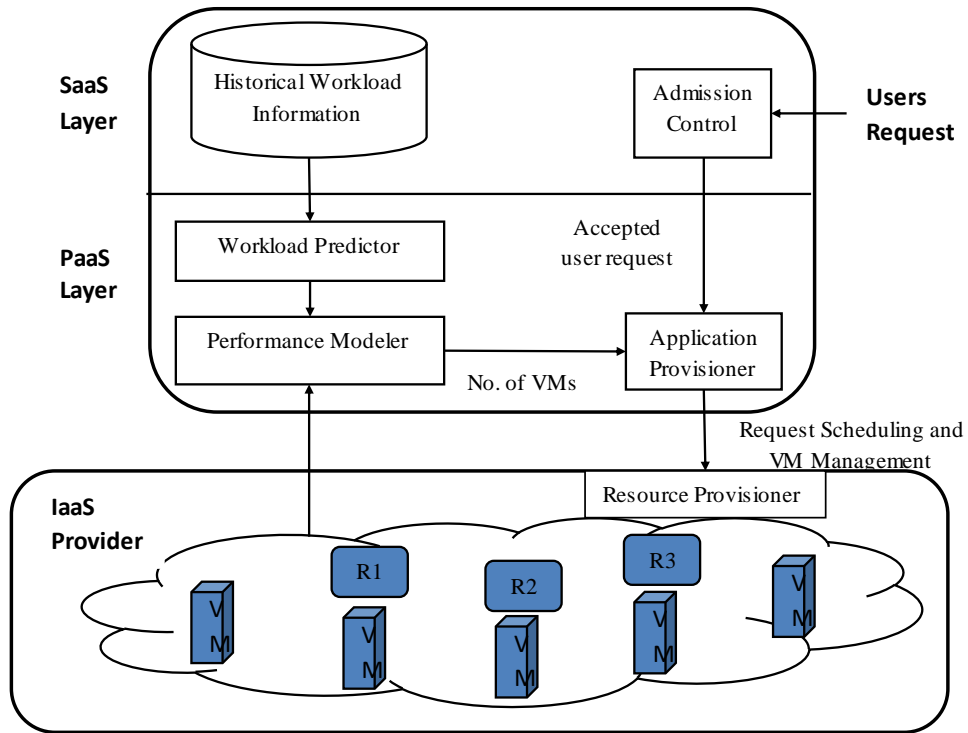 SaaS
Layer
Historical Workload
Information
Admission
Control
Users
Request
PaaS
Layer
Workload Predictor
Accepted
user request
Performance Modeler
No. of VMs
Application
Provisioner
Request Scheduling and
VM Management
IaaS
Provider
Resource Provisioner
R1
R2
R3
V
M
V
M
V
M
V
M
V
M